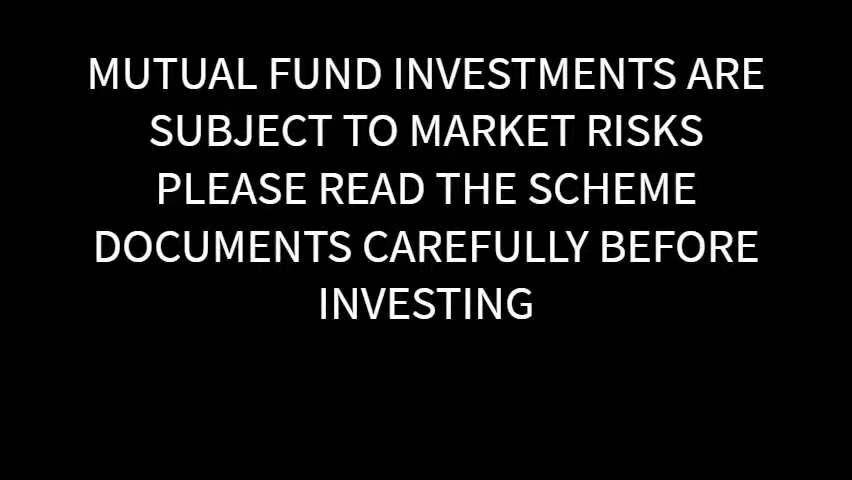 MUTUAL FUND INVESTMENTS ARE
SUBJECT TO MARKET RISKS
PLEASE READ THE SCHEME
DOCUMENTS CAREFULLY BEFORE
INVESTING